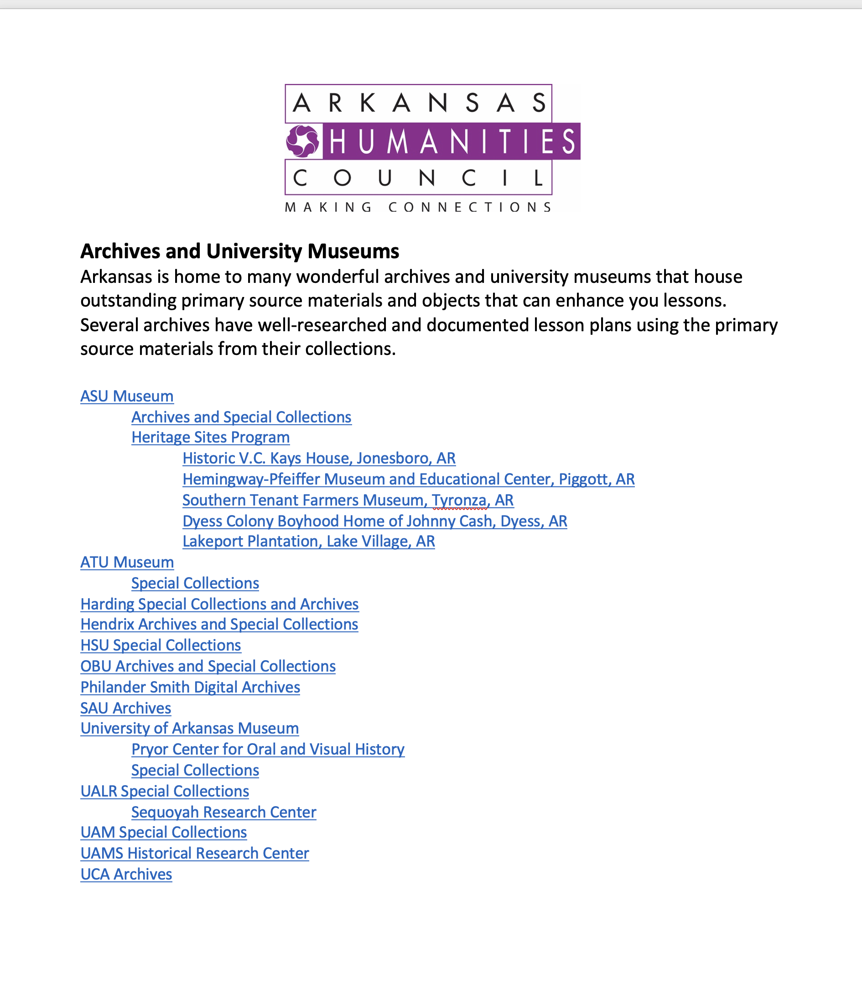 ARKANSAS
HUMANITIES
COUNCIL
MAKING CONNECTIONS
Archives and University Museums
Arkansas is home to many wonderful archives and university museums that house
outstanding primary source materials and objects that can enhance you lessons.
Several archives have well-researched and documented lesson plans using the primary
source materials from their collections.
ASU Museum
Archives and Special Collections
Heritage Sites Program
Historic V.C. Kays House, Jonesboro, AR
Hemingway-Pfeiffer Museum and Educational Center, Piggott, AR
Southern Tenant Farmers Museum, Tyronza, AR
Dyess Colony Boyhood Home of Johnny Cash, Dyess, AR
Lakeport Plantation, Lake Village, AR
ATU Museum
Special Collections
Harding Special Collections and Archives
Hendrix Archives and Special Collections
HSU Special Collections
OBU Archives and Special Collections
Philander Smith Digital Archives
SAU Archives
University of Arkansas Museum
Pryor Center for Oral and Visual History
Special Collections
UALR Special Collections
Sequoyah Research Center
UAM Special Collections
UAMS Historical Research Center
UCA Archives